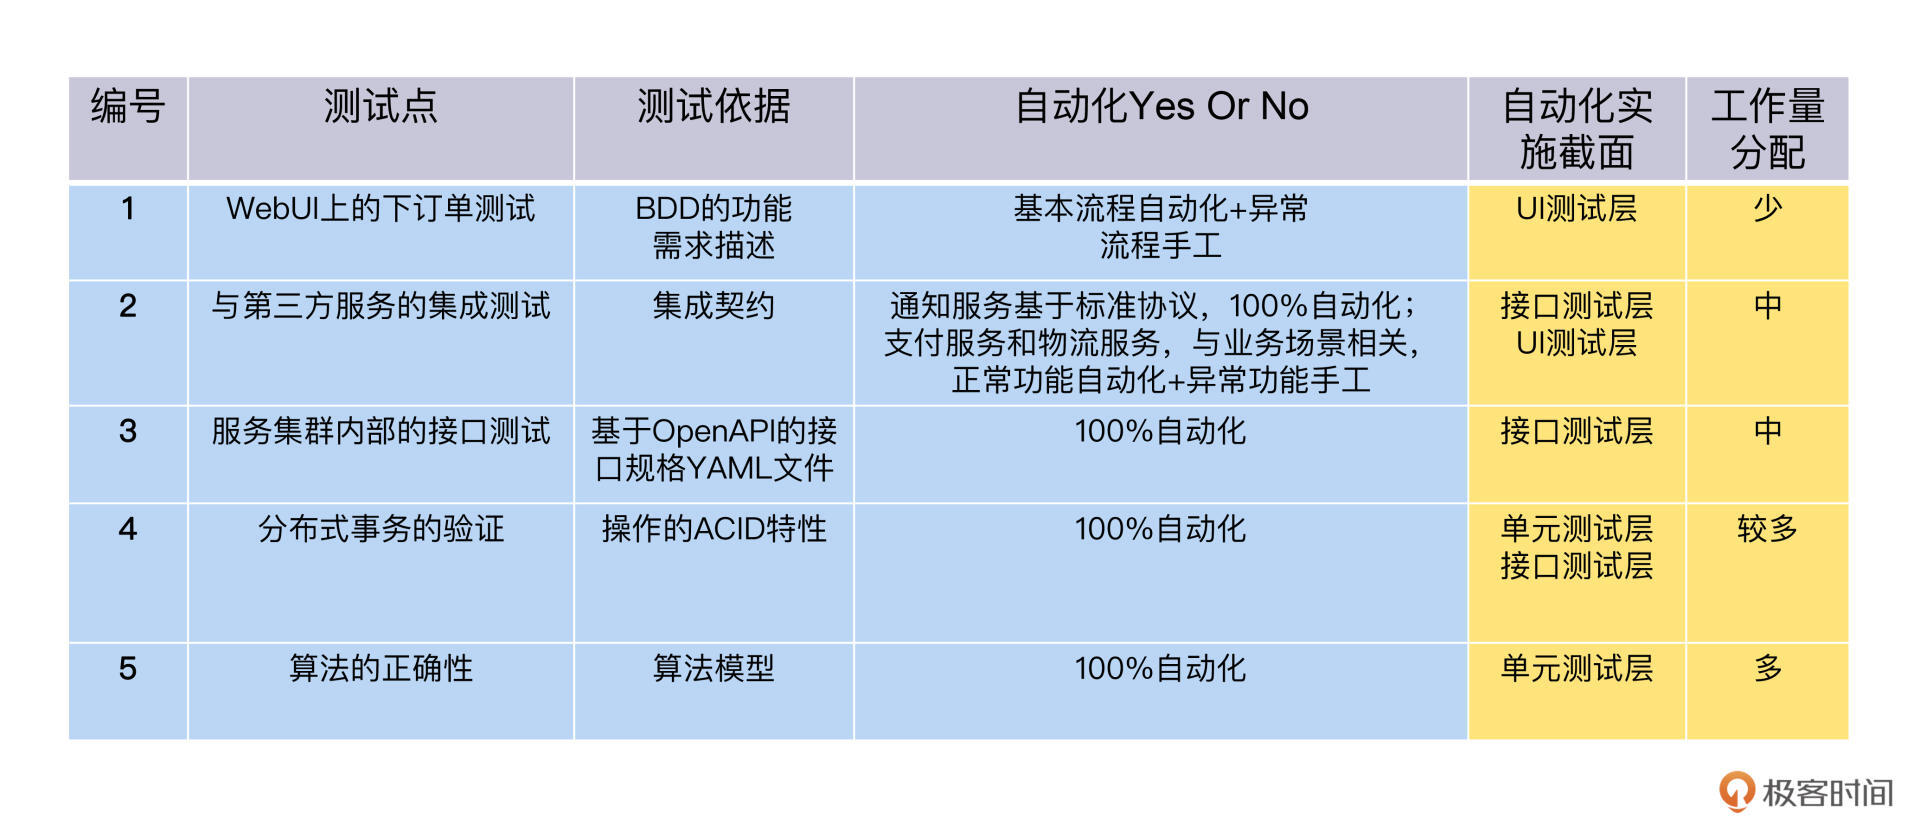 编号 测试点 测试依据 自动化Yes Or No 自动化实
施截面 工作量
分配
1 WebUI上的下订单测试 BDD的功能
需求描述 基本流程自动化+异常
流程手工 UI测试层 少
2 与第三方服务的集成测试 集成契约 通知服务基于标准协议，100%自动化；
支付服务和物流服务，与业务场景相关，
正常功能自动化+异常功能手工 接口测试层
UI测试层 中
3 服务集群内部的接口测试 基于OpenAPI的接
口规格YAML文件 100%自动化 接口测试层 中
4 分布式事务的验证 操作的ACID特性 100%自动化 单元测试层
接口测试层 较多
5 算法的正确性 算法模型 100%自动化 单元测试层 多
极客时间